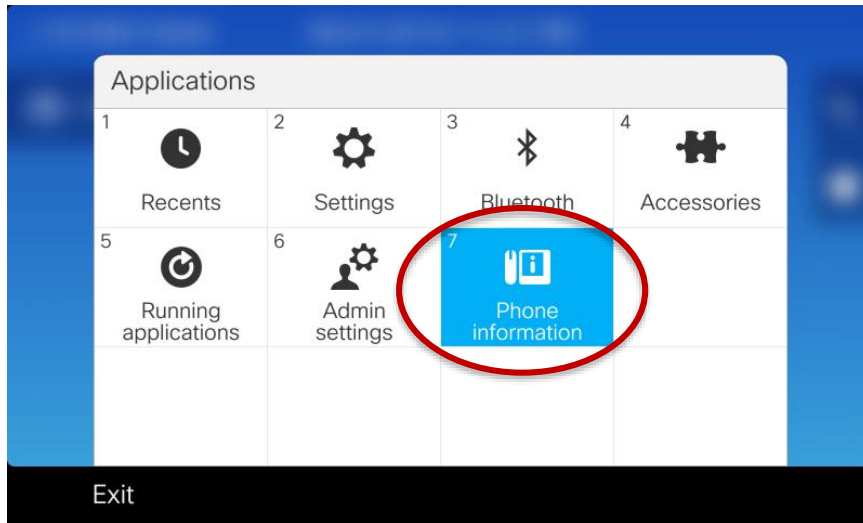 Applications
1
Recents
2
Settings
3
Bluetooth
4
Accessories
5
Running
applications
6
Admin
settings
7
Phone
information
Exit